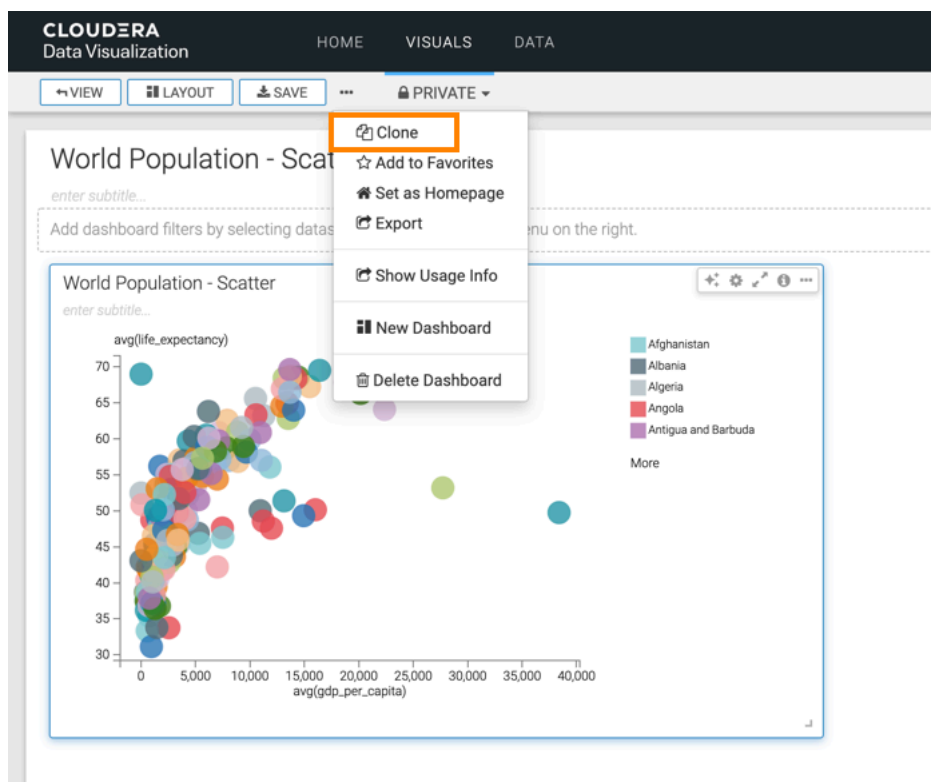 CLOUDERA
Data Visualization
HOME VISUALS DATA
VIEW LAYOUT SAVE ••• PRIVATE
Clone
Add to Favorites
Set as Homepage
Export
Show Usage Info
New Dashboard
Delete Dashboard
World Population - Scat
enter subtitle...
Add dashboard filters by selecting datas
nu on the right.
World Population - Scatter
enter subtitle...
avg(life_expectancy)
70
65
60
55
50
45
40
35
30
0 5,000 10,000 15,000 20,000 25,000 30,000 35,000 40,000
avg(gdp_per_capita)
Afghanistan
Albania
Algeria
Angola
Antigua and Barbuda
More